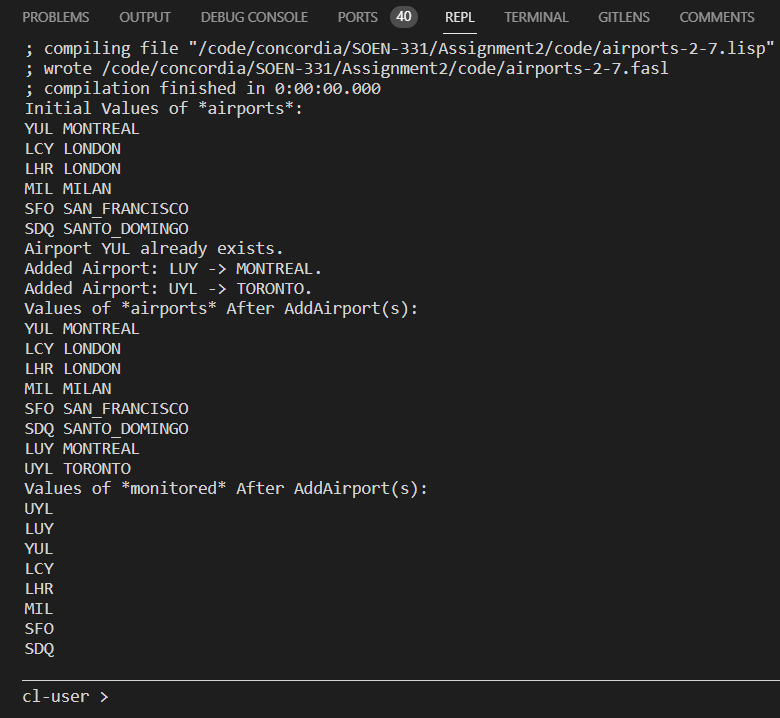 PROBLEMS OUTPUT DEBUG CONSOLE PORTS 40 REPL TERMINAL GITLENS COMMENTS
; compiling file "/code/concordia/SOEN-331/Assignment2/code/airports-2-7.lisp"
; wrote /code/concordia/SOEN-331/Assignment2/code/airports-2-7.fasl
; compilation finished in 0:00:00.000
Initial Values of *airports*:
YUL MONTREAL
LCY LONDON
LHR LONDON
MIL MILAN
SFO SAN_FRANCISCO
SDQ SANTO_DOMINGO
Airport YUL already exists.
Added Airport: LUY -> MONTREAL.
Added Airport: UYL -> TORONTO.
Values of *airports* After AddAirport(s):
YUL MONTREAL
LCY LONDON
LHR LONDON
MIL MILAN
SFO SAN_FRANCISCO
SDQ SANTO_DOMINGO
LUY MONTREAL
UYL TORONTO
Values of *monitored* After AddAirport(s):
UYL
LUY
YUL
LCY
LHR
MIL
SFO
SDQ
cl-user >